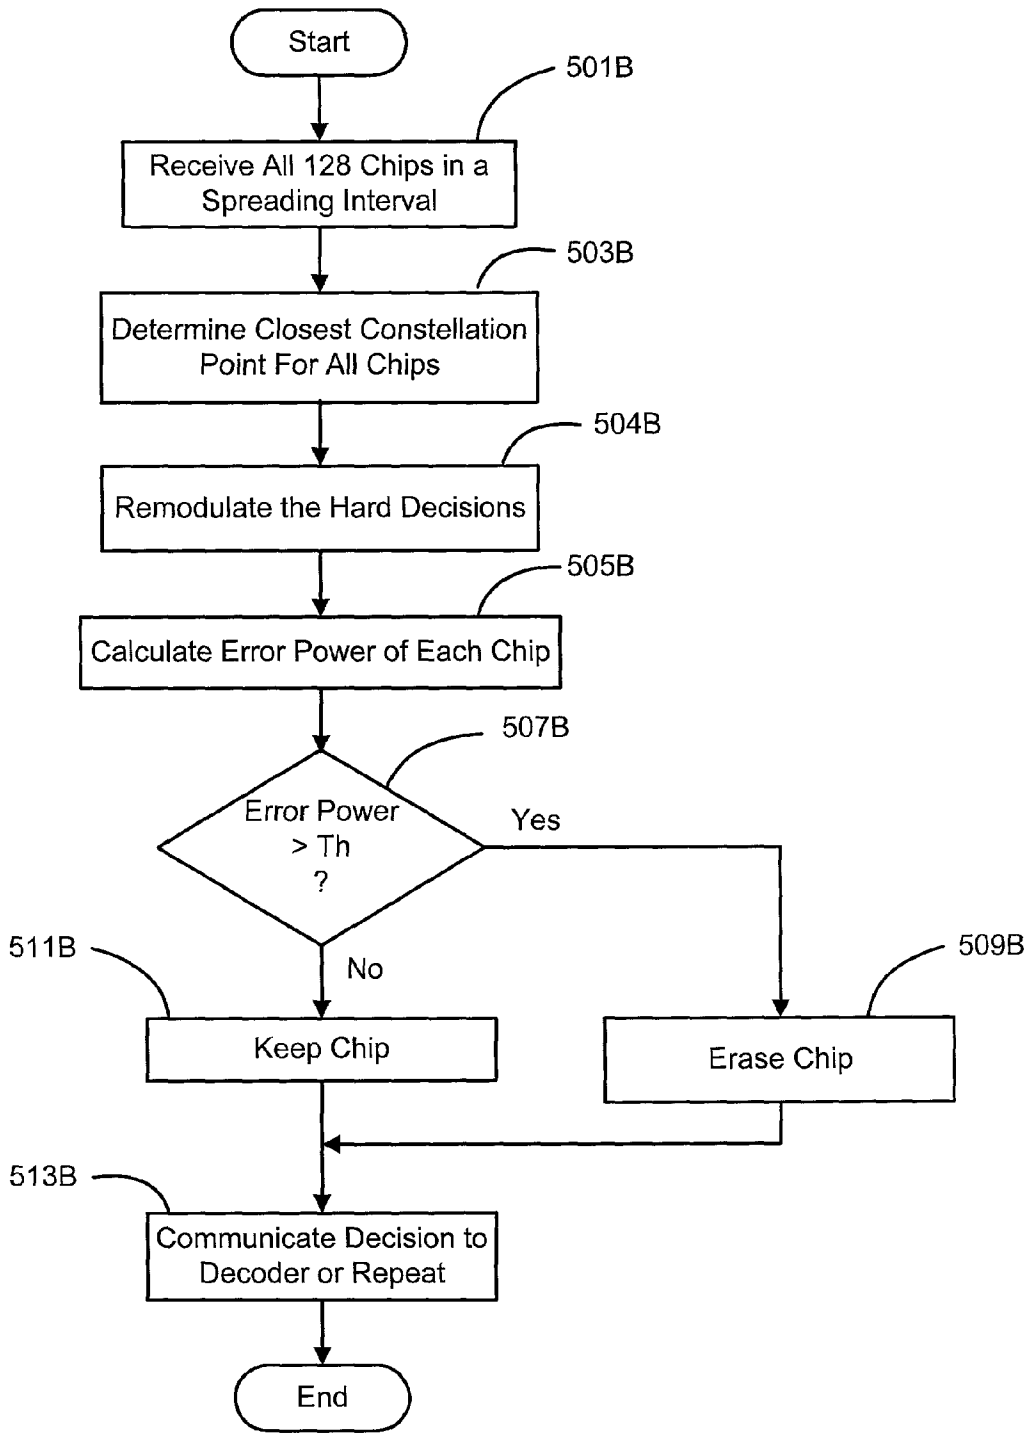 Start
501B
Receive All 128 Chips in a
Spreading Interval
503B
Determine Closest Constellation
Point For All Chips
504B
Remodulate the Hard Decisions
505B
Calculate Error Power of Each Chip
507B
Error Power
> Th
?
Yes
No
511B
509B
Keep Chip
Erase Chip
513B
Communicate Decision to
Decoder or Repeat
End